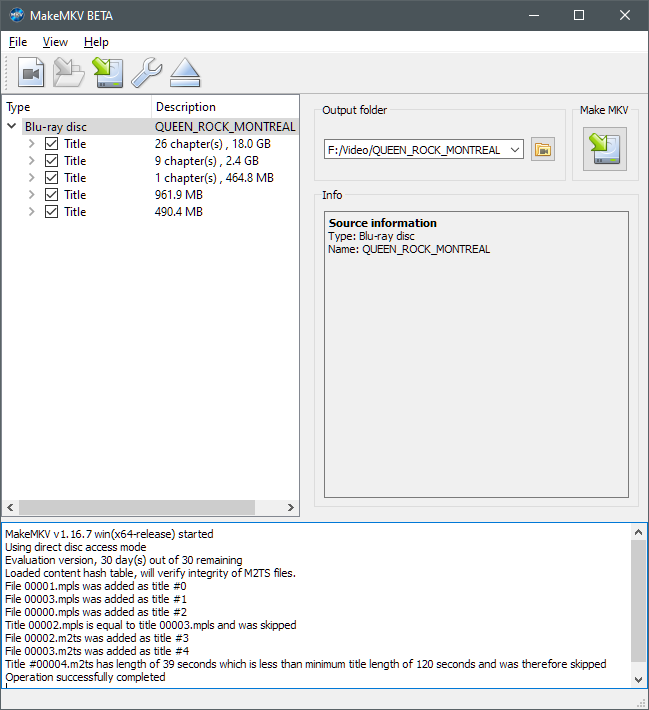 MakeMKV BETA
File View Help
Type Description
Blu-ray disc QUEEN_ROCK_MONTREAL
Title 26 chapter(s) , 18.0 GB
Title 9 chapter(s) , 2.4 GB
Title 1 chapter(s) , 464.8 MB
Title 961.9 MB
Title 490.4 MB
Output folder
F:/Video/QUEEN_ROCK_MONTREAL
Make MKV
Info
Source information
Type: Blu-ray disc
Name: QUEEN_ROCK_MONTREAL
MakeMKV v1.16.7 win(x64-release) started
Using direct disc access mode
Evaluation version, 30 day(s) out of 30 remaining
Loaded content hash table, will verify integrity of M2TS files.
File 00001.mpls was added as title #0
File 00003.mpls was added as title #1
File 00000.mpls was added as title #2
Title 00002.mpls is equal to title 00003.mpls and was skipped
File 00002.m2ts was added as title #3
File 00003.m2ts was added as title #4
Title #00004.m2ts has length of 39 seconds which is less than minimum title length of 120 seconds and was therefore skipped
Operation successfully completed